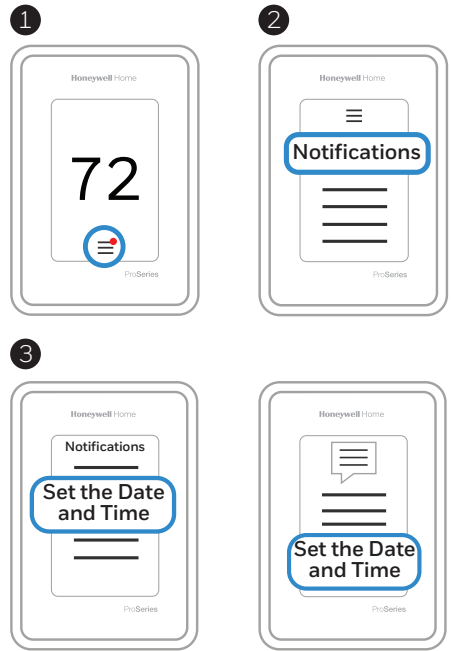 1
Honeywell Home
72
ProSeries
2
Honeywell Home
Notifications
ProSeries
3
Honeywell Home
Notifications
Set the Date
and Time
ProSeries
Honeywell Home
Set the Date
and Time
ProSeries